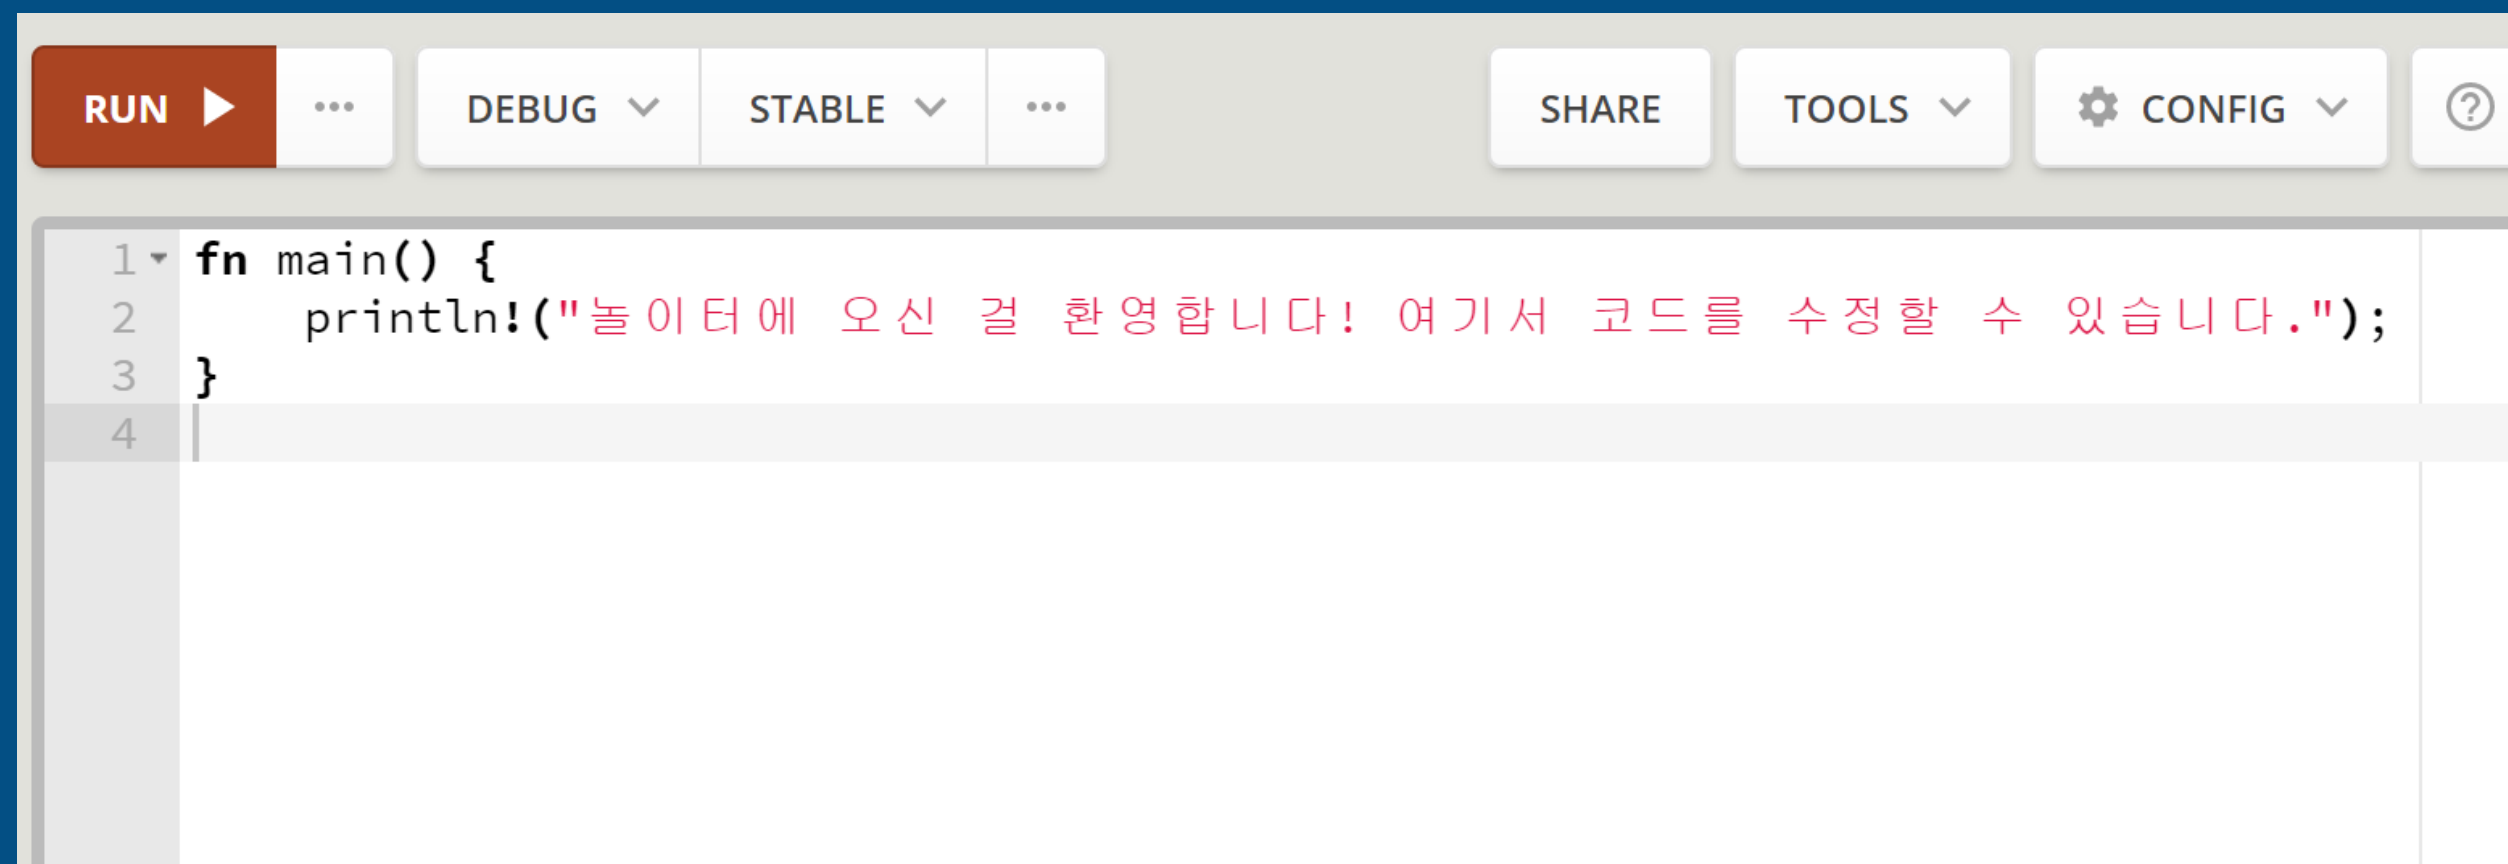 RUN ••• DEBUG STABLE ••• SHARE TOOLS CONFIG ?
1 fn main() {
2     println!("놀이터에 오신 걸 환영합니다! 여기서 코드를 수정할 수 있습니다.");
3 }
4